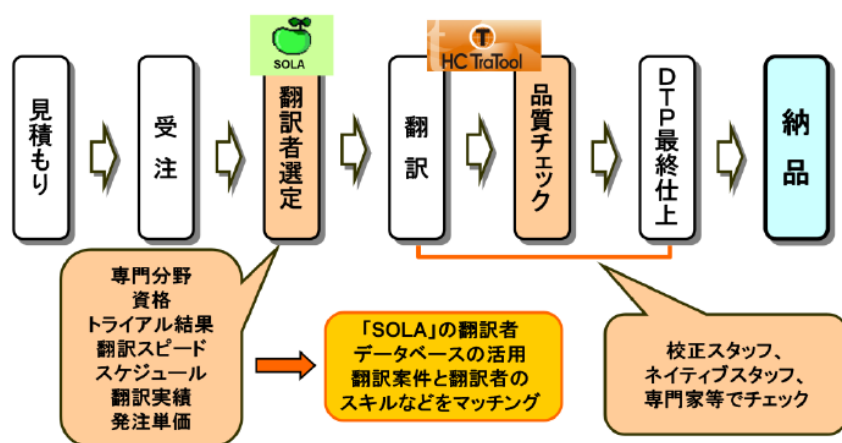 SOLA
T
HC TraTool
見積もり
受注
翻訳者選定
翻訳
品質チェック
DTP最終仕上
納品
専門分野
資格
トライアル結果
翻訳スピード
スケジュール
翻訳実績
発注単価
「SOLA」の翻訳者
データベースの活用
翻訳案件と翻訳者の
スキルなどをマッチング
校正スタッフ、
ネイティブスタッフ、
専門家等でチェック